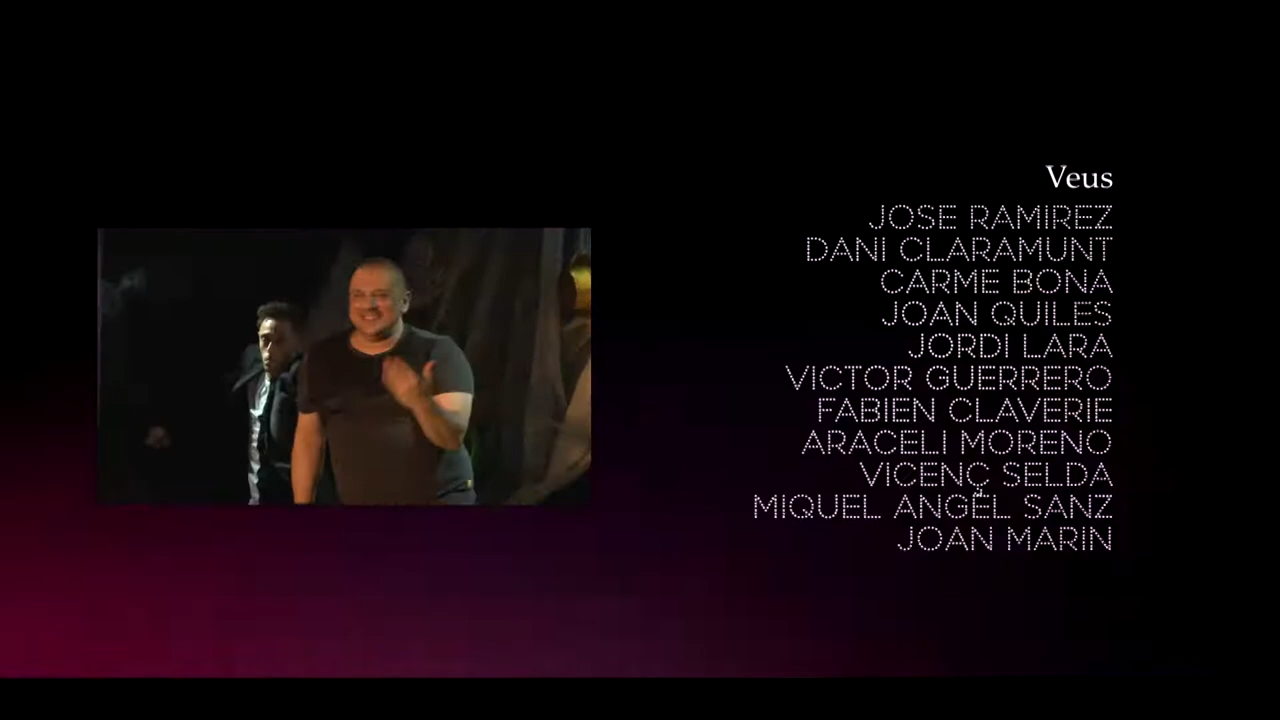 Veus
JOSE RAMIREZ
DANI CLARAMUNT
CARME BONA
JOAN QUILES
JORDI LARA
VICTOR GUERRERO
FABIEN CLAVERIE
ARACELI MORENO
VICENÇ SELDA
MIQUEL ANGEL SANZ
JOAN MARIN